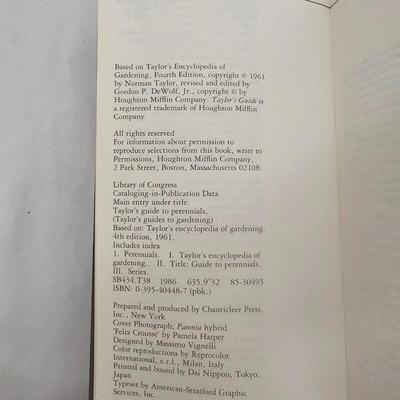 Based on Taylor's Encyclopedia of
Gardening, Fourth Edition, copyright © 1961
by Norman Taylor, revised and edited by
Gordon P. DeWolf, Jr., copyright © by
Houghton Mifflin Company. Taylor's Guide is
a registered trademark of Houghton Mifflin
Company.
All rights reserved
For information about permission to
reproduce selections from this book, write to
Permissions, Houghton Mifflin Company,
2 Park Street, Boston, Massachusetts 02108.
Library of Congress
Cataloging-in-Publication Data
Main entry under title:
Taylor's guide to perennials,
(Taylor's guides to gardening)
Based on: Taylor's encyclopedia of gardening.
4th edition, 1961.
Includes index.
1. Perennials. I. Taylor's encyclopedia of
gardening. II. Title: Guide to perennials.
III. Series.
SB434.T38 1986 635.9'32 85-30495
ISBN: 0-395-40448-7 (pbk.)
Prepared and produced by Chanticleer Press,
Inc., New York
Cover Photograph; Paeonia hybrid
'Felix Crousse' by Pamela Harper
Designed by Massimo Vignelli
Color reproductions by Reprocolor
International, s.r.l., Milan, Italy
Printed and bound by Dai Nippon, Tokyo,
Japan
Typeset by American-Stratford Graphic
Services, Inc.